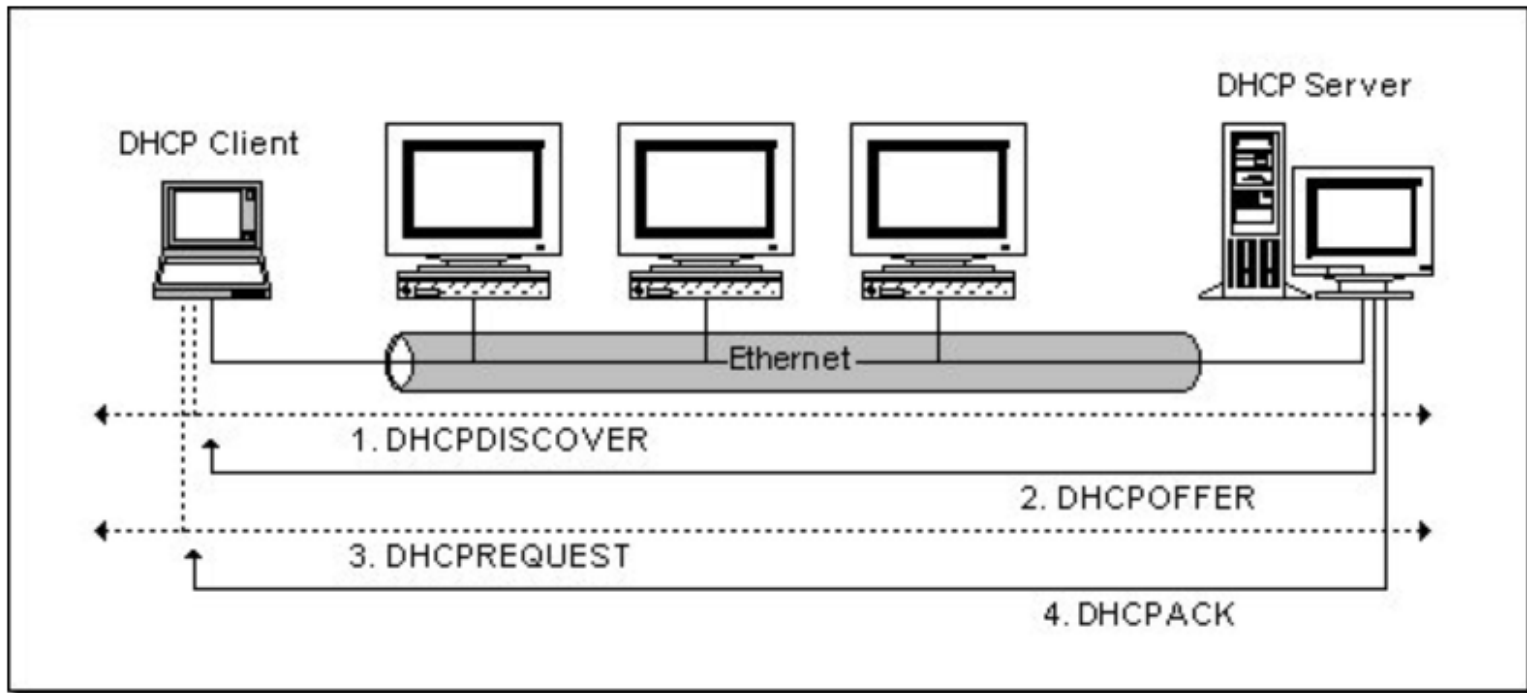 DHCP Server
DHCP Client
Ethernet
1. DHCPDISCOVER
2. DHCPOFFER
3. DHCPREQUEST
4. DHCPACK